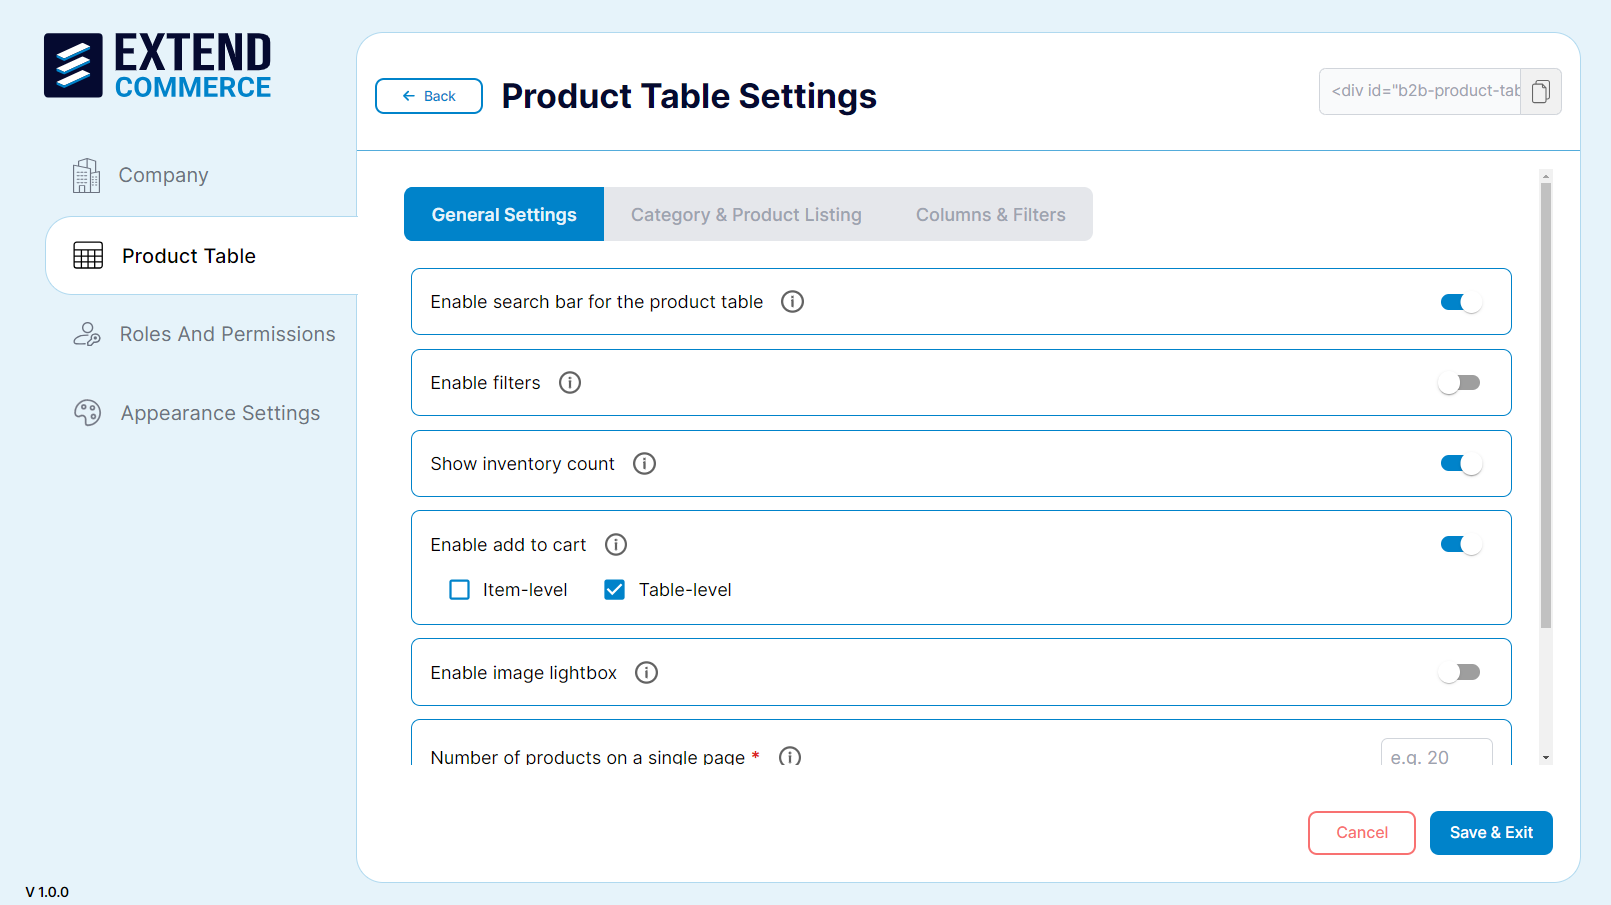 EXTEND
COMMERCE
Company
Product Table
Roles And Permissions
Appearance Settings
V 1.0.0
← Back
Product Table Settings
<div id="b2b-product-tab
General Settings
Category & Product Listing
Columns & Filters
Enable search bar for the product table
Enable filters
Show inventory count
Enable add to cart
Item-level
Table-level
Enable image lightbox
Number of products on a single page *
e.g. 20
Cancel
Save & Exit